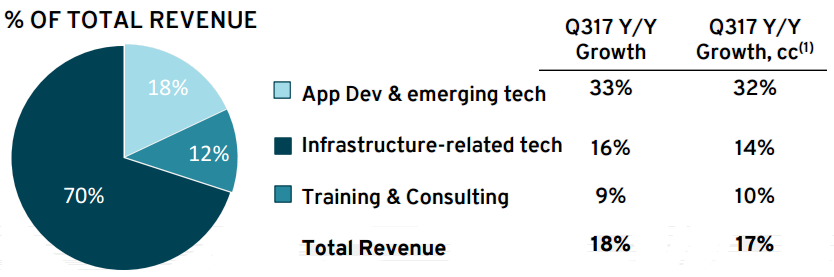 % OF TOTAL REVENUE
Q317 Y/Y Growth
Q317 Y/Y Growth, cc(1)
18%
12%
70%
App Dev & emerging tech 33% 32%
Infrastructure-related tech 16% 14%
Training & Consulting 9% 10%
Total Revenue 18% 17%